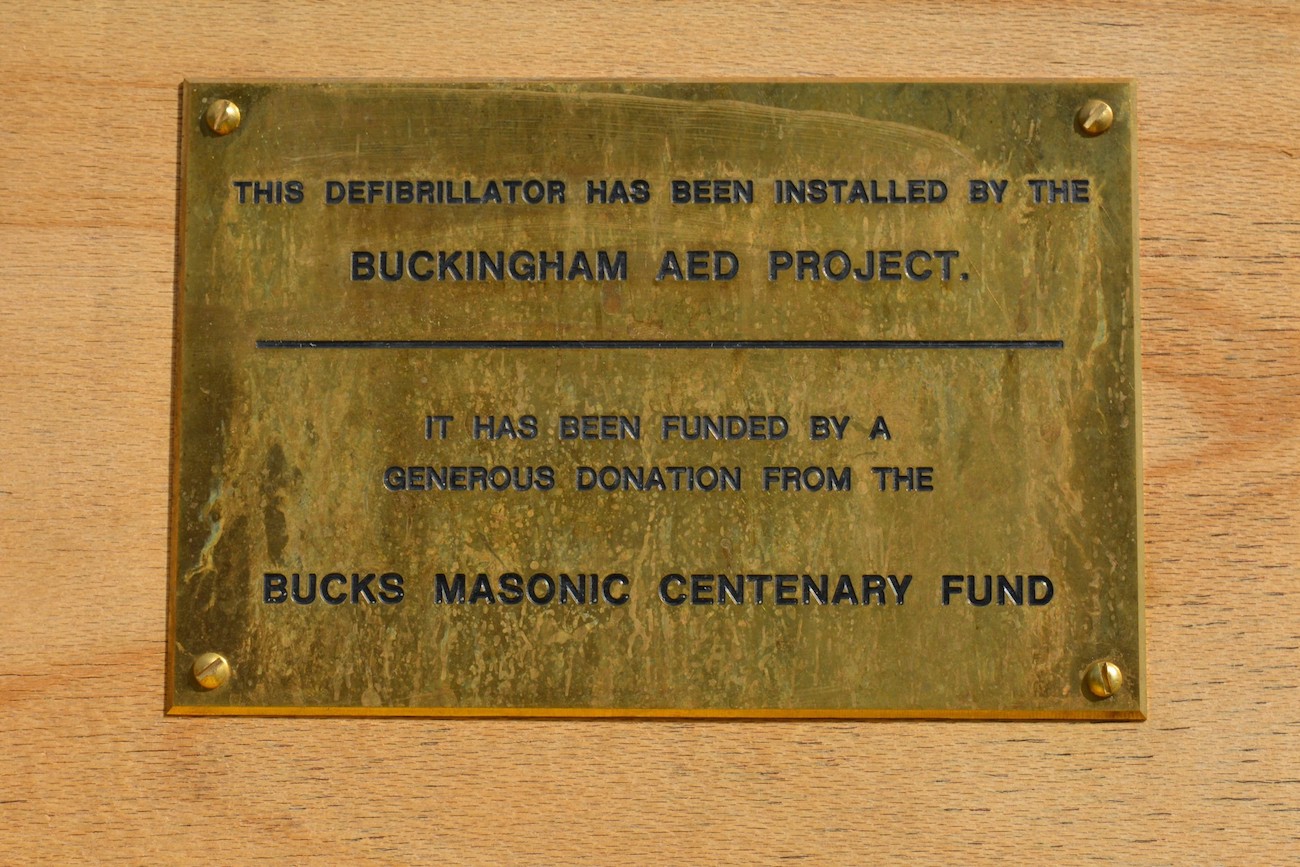 THIS DEFIBRILLATOR HAS BEEN INSTALLED BY THE
BUCKINGHAM AED PROJECT.
IT HAS BEEN FUNDED BY A
GENEROUS DONATION FROM THE
BUCKS MASONIC CENTENARY FUND